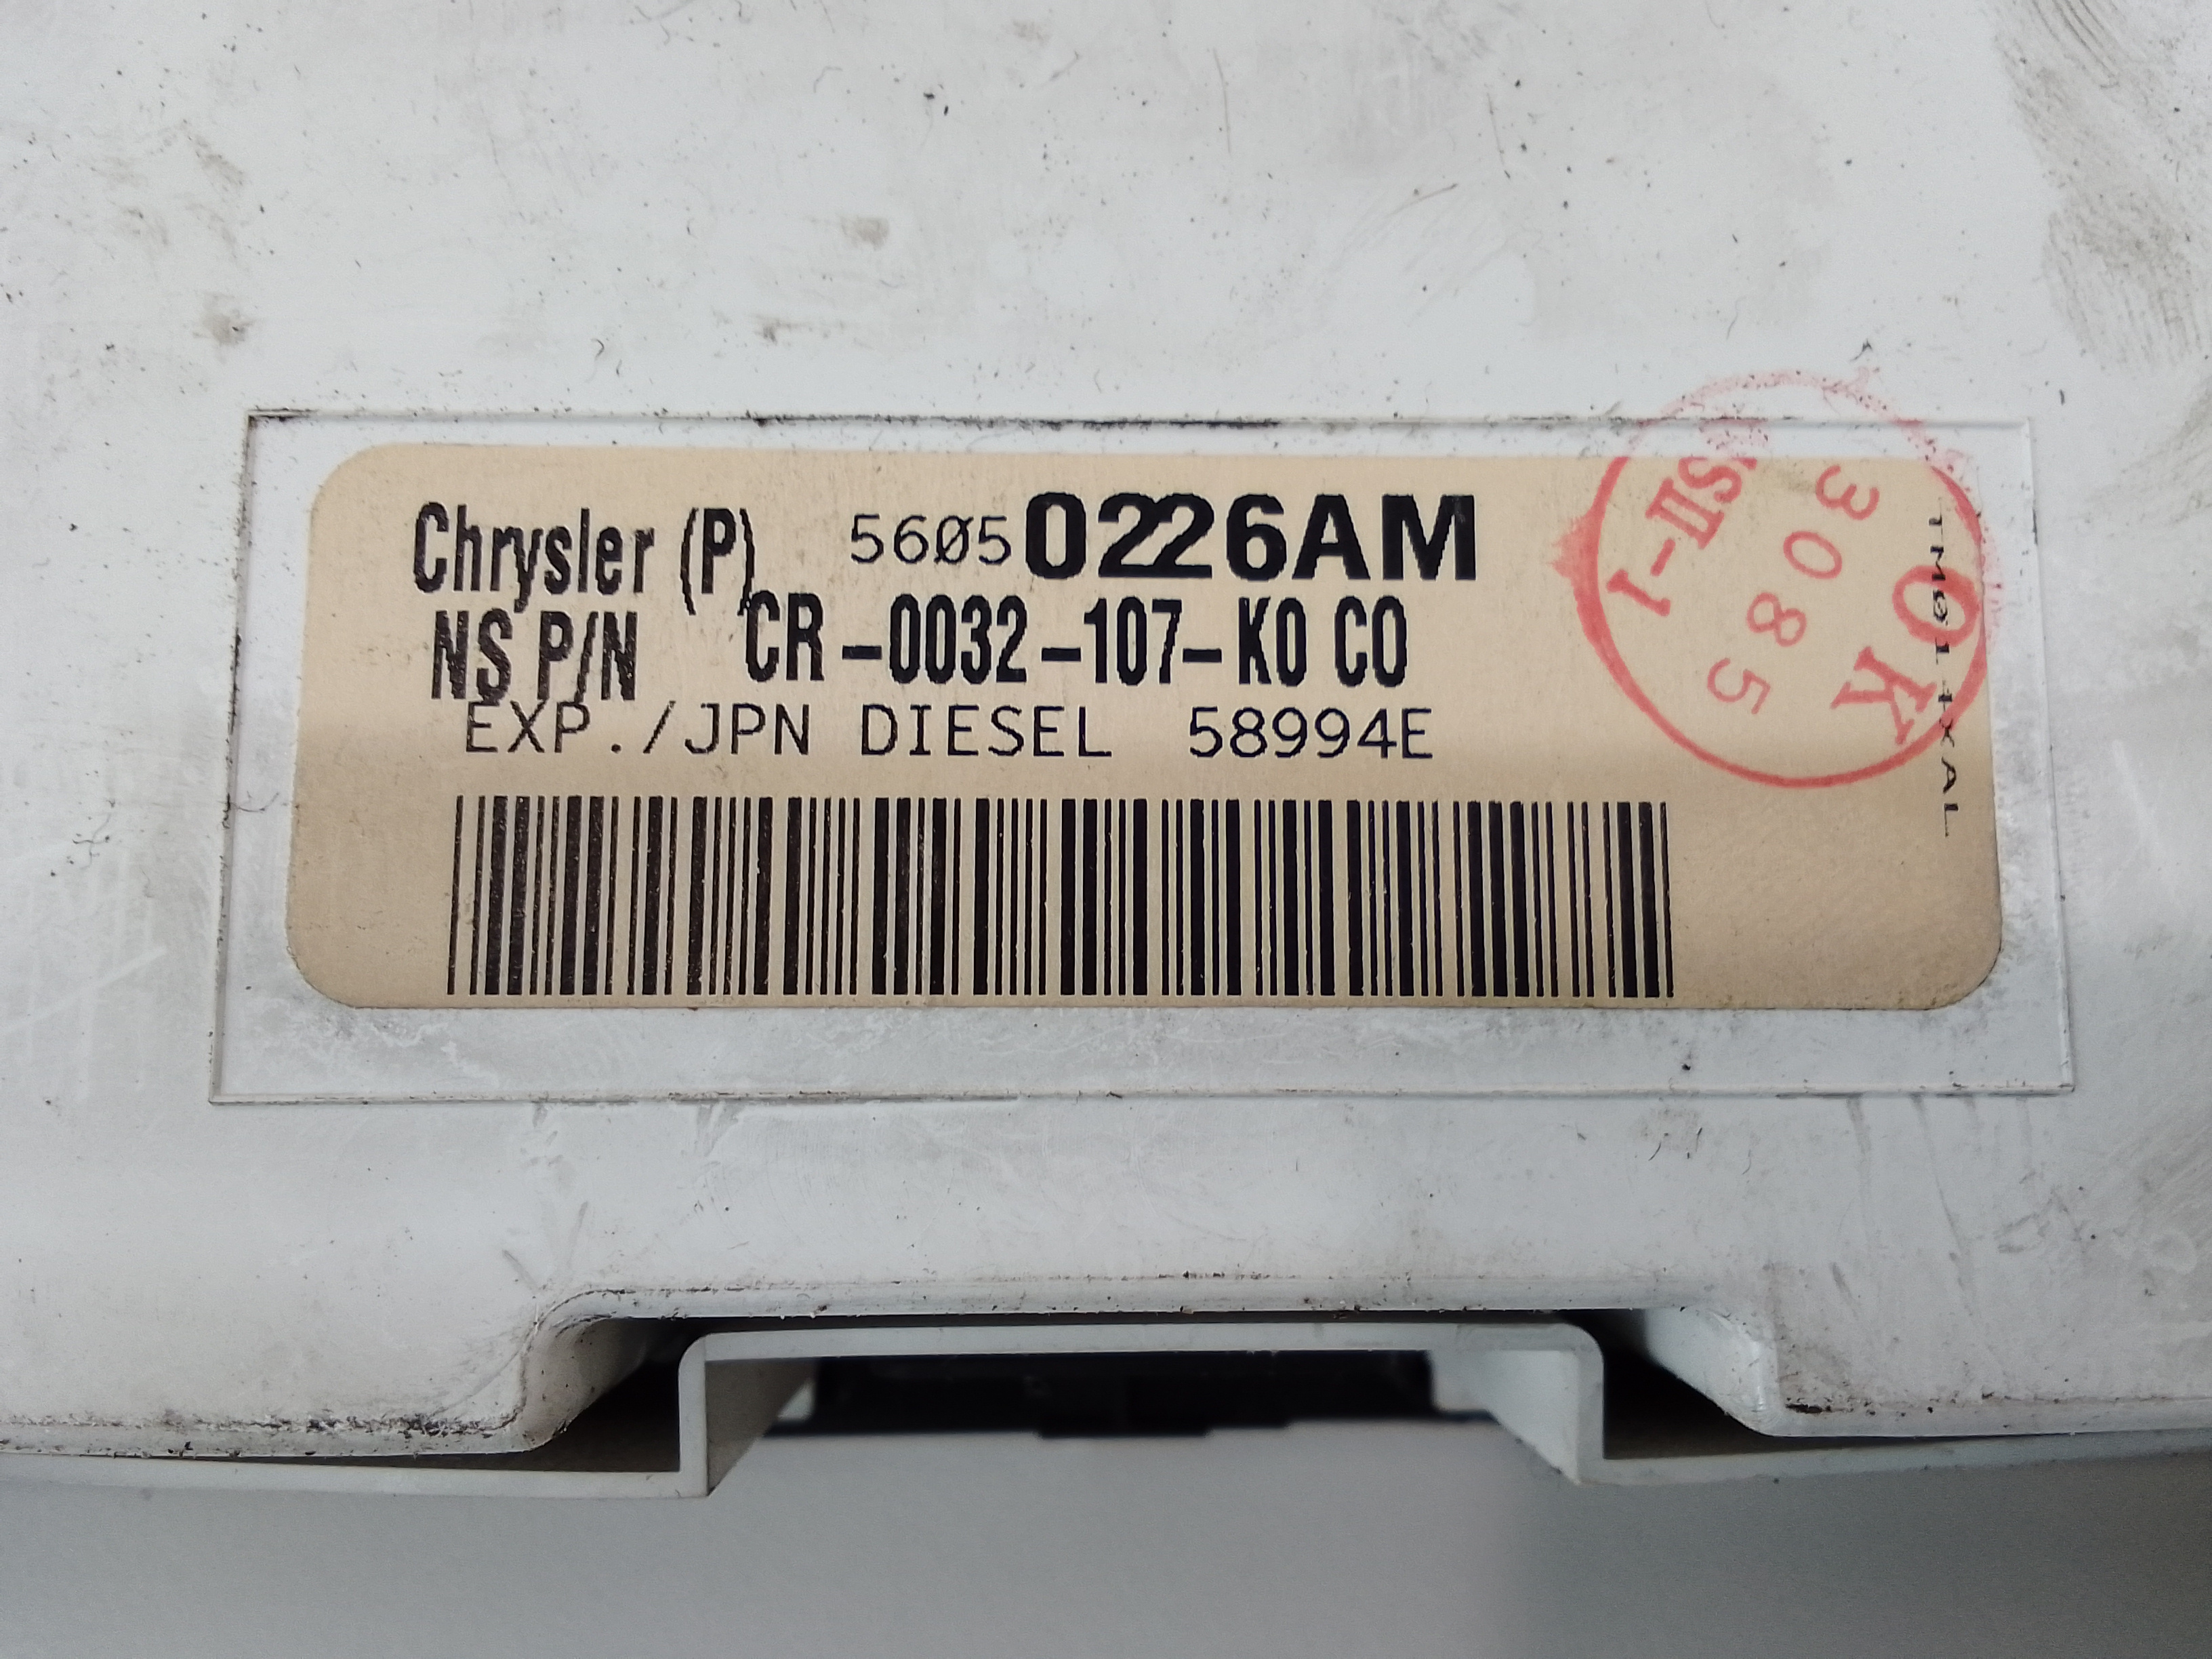 Chrysler (P) 56050226AM
NS P/N CR-0032-107-K0 C0
EXP./JPN DIESEL 58994E
3085
OK